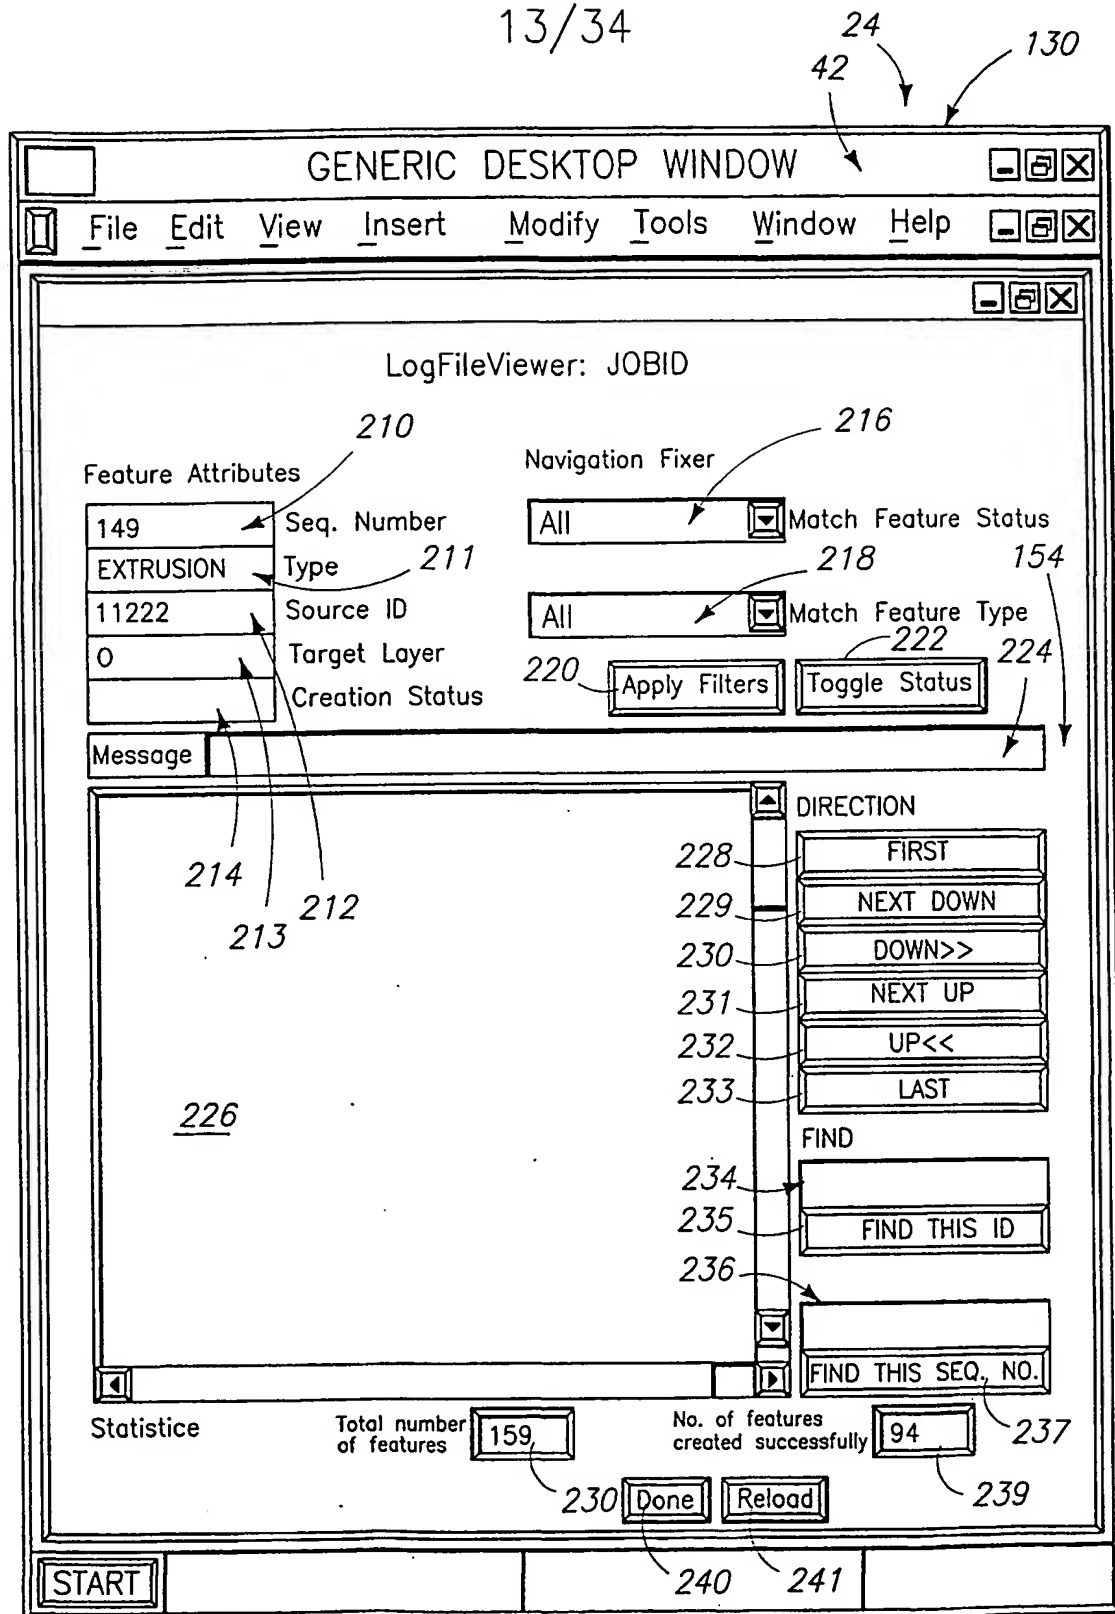 13/34
24
130
42
GENERIC DESKTOP WINDOW
File Edit View Insert Modify Tools Window Help
LogFileViewer: JOBID
210
216
Feature Attributes
Navigation Fixer
149 Seq. Number
All Match Feature Status
EXTRUSION Type 211
218
154
11222 Source ID
All Match Feature Type
222
0 Target Layer
220 Apply Filters Toggle Status 224
Creation Status
Message
DIRECTION
228 FIRST
214
212
229 NEXT DOWN
213
230 DOWN>>
231 NEXT UP
232 UP<<
233 LAST
226
FIND
234
235 FIND THIS ID
236
FIND THIS SEQ. NO.
237
Statistice
Total number
of features
159
No. of features
created successfully
94
230
Done
Reload
239
START
240
241